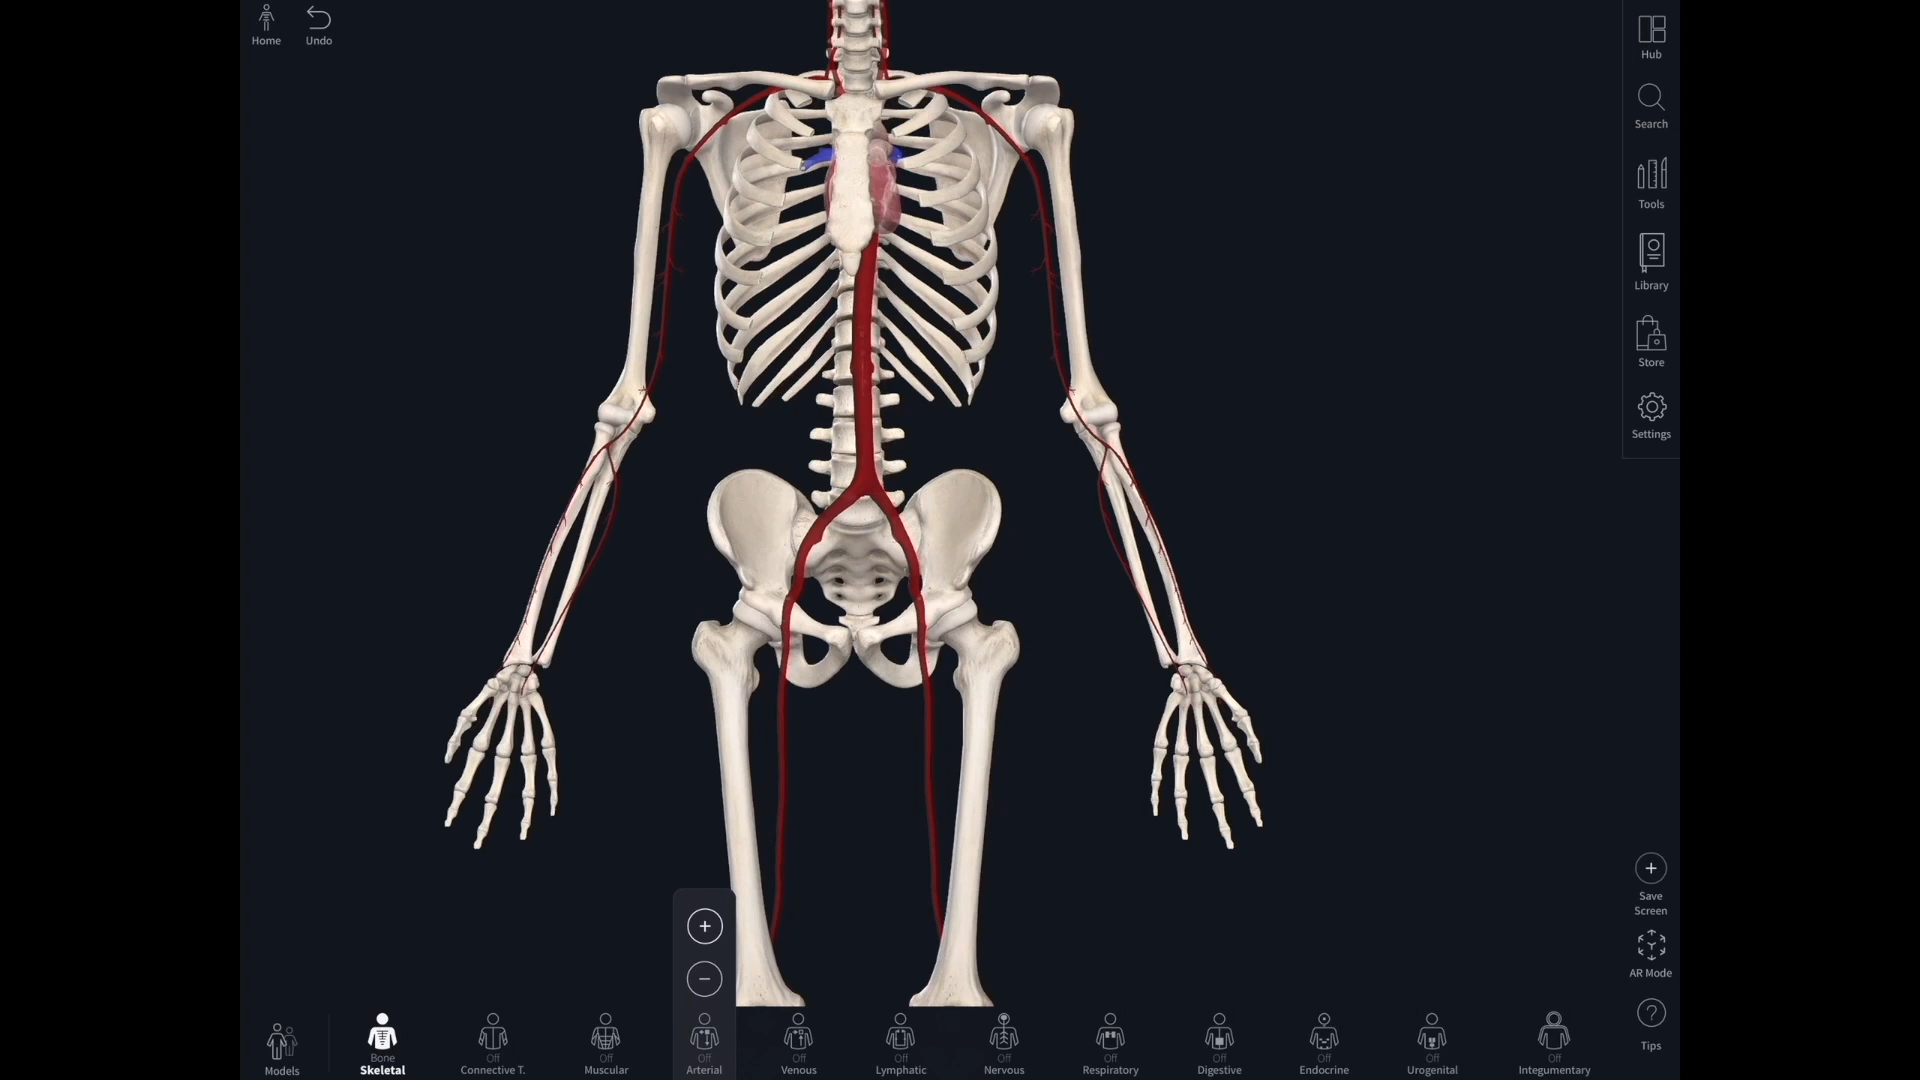 Home
Undo
Hub
Search
Tools
Library
Store
Settings
Save
Screen
AR Mode
Tips
Models
Bone
Skeletal
Off
Connective T.
Off
Muscular
Off
Arterial
Off
Venous
Off
Lymphatic
Off
Nervous
Off
Respiratory
Off
Digestive
Off
Endocrine
Off
Urogenital
Off
Integumentary